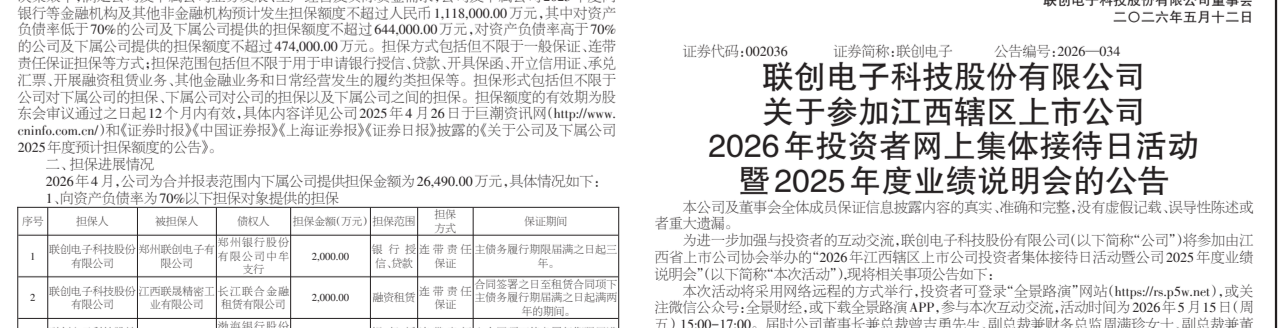 银行等金融机构及其他非金融机构预计发生担保额度不超过人民币1,118,000.00万元,其中对资产
负债率低于70%的公司及下属公司提供的担保额度不超过644,000.00万元,对资产负债率高于70%
的公司及下属公司提供的担保额度不超过474,000.00万元。担保方式包括但不限于一般保证、连带
责任保证担保等方式;担保范围包括但不限于用于申请银行授信、贷款、开具保函、开立信用证、承兑
汇票、开展融资租赁业务、其他金融业务和日常经营发生的履约类担保等。担保形式包括但不限于
公司对下属公司的担保、下属公司对公司的担保以及下属公司之间的担保。担保额度的有效期为股
东会审议通过之日起12个月内有效,具体内容详见公司2025年4月26日于巨潮资讯网(http://www.
cninfo.com.cn/)和《证券时报》《中国证券报》《上海证券报》《证券日报》披露的《关于公司及下属公司
2025年度预计担保额度的公告》。
二、担保进展情况
2026年4月,公司为合并报表范围内下属公司提供担保金额为26,490.00万元,具体情况如下:
1、向资产负债率为70%以下担保对象提供的担保
序号 担保人 被担保人 债权人 担保金额(万元) 担保范围 担保方式 保证期间
1 联创电子科技股份有限公司 郑州联创电子有限公司 郑州银行股份有限公司中牟支行 2,000.00 银行授信、贷款 连带责任保证 主债务履行期限届满之日起三年。
2 联创电子科技股份有限公司 江西联晟精密工业有限公司 长江联合金融租赁有限公司 2,000.00 融资租赁 连带责任保证 合同签署之日至租赁合同项下主债务履行期届满之日起满两年的期间。
二〇二六年五月十二日
证券代码:002036 证券简称:联创电子 公告编号:2026—034
联创电子科技股份有限公司
关于参加江西辖区上市公司
2026年投资者网上集体接待日活动
暨2025年度业绩说明会的公告
本公司及董事会全体成员保证信息披露内容的真实、准确和完整,没有虚假记载、误导性陈述或
者重大遗漏。
为进一步加强与投资者的互动交流,联创电子科技股份有限公司(以下简称“公司”)将参加由江
西省上市公司协会举办的“2026年江西辖区上市公司投资者集体接待日活动暨公司2025年度业绩
说明会”(以下简称“本次活动”),现将相关事项公告如下:
本次活动将采用网络远程的方式举行,投资者可登录“全景路演”网站(https://rs.p5w.net),或关
注微信公众号:全景财经,或下载全景路演APP,参与本次互动交流,活动时间为2026年5月15日(周